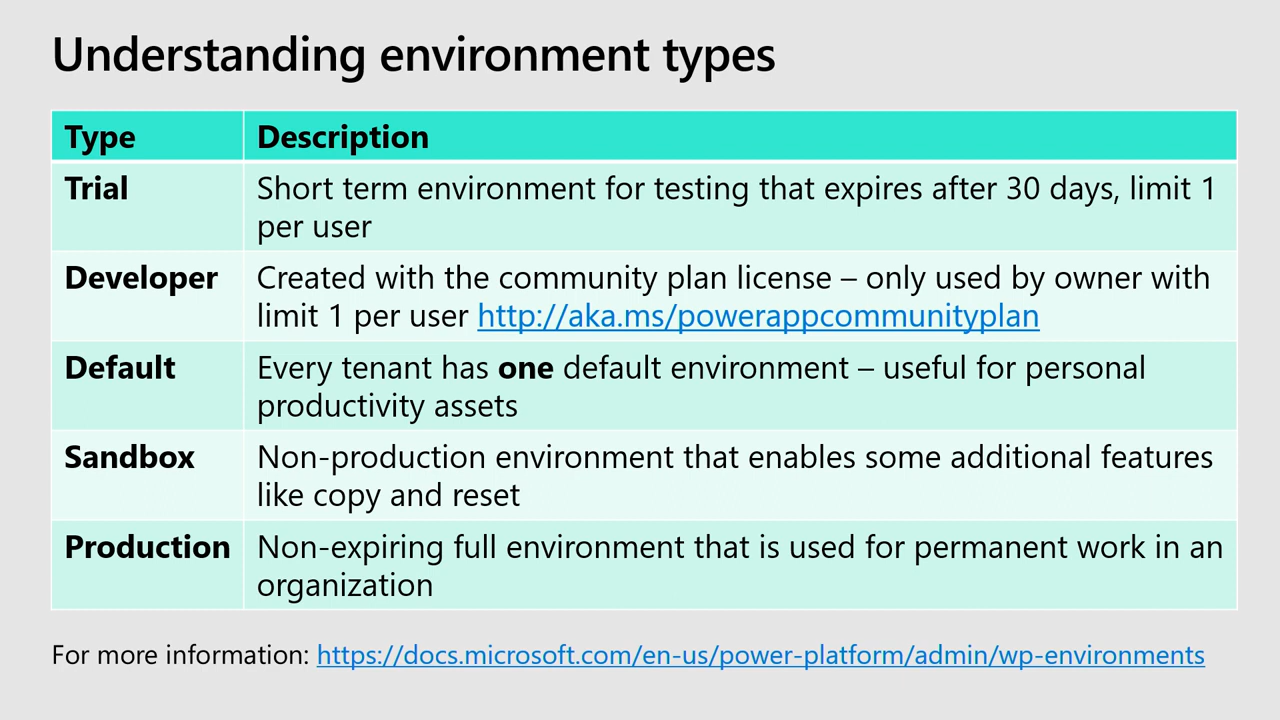 Understanding environment types
Type
Description
Trial
Short term environment for testing that expires after 30 days, limit 1
per user
Developer
Created with the community plan license – only used by owner with
limit 1 per user http://aka.ms/powerappcommunityplan
Default
Every tenant has one default environment – useful for personal
productivity assets
Sandbox
Non-production environment that enables some additional features
like copy and reset
Production
Non-expiring full environment that is used for permanent work in an
organization
For more information: https://docs.microsoft.com/en-us/power-platform/admin/wp-environments